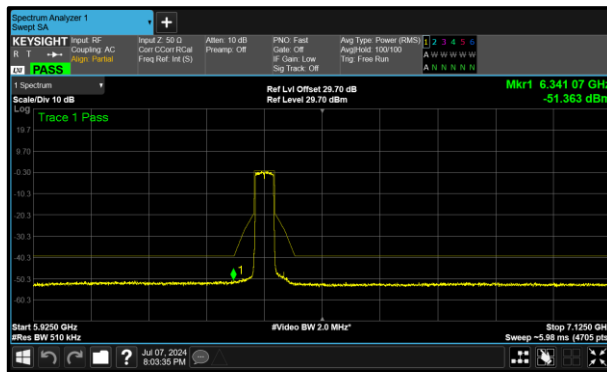 Spectrum Analyzer 1
Swept SA
KEYSIGHT Input: RF Input Z: 50 Ω Atten: 10 dB PNO: Fast Avg Type: Power (RMS) 1 2 3 4 5 6
R T Coupling: AC Corr CCorr RCal Preamp: Off Gate: Off Avg|Hold: 100/100 A W W W W W
Align: Partial Freq Ref: Int (S) IF Gain: Low Trig: Free Run
LXI PASS Sig Track: Off A N N N N N
1 Spectrum Ref Lvl Offset 29.70 dB Mkr1 6.341 07 GHz
Scale/Div 10 dB Ref Level 29.70 dBm -51.363 dBm
Log
Trace 1 Pass
19.7
9.70
-0.30
-10.3
-20.3
-30.3
-40.3
1
-50.3
-60.3
Start 5.9250 GHz #Video BW 2.0 MHz* Stop 7.1250 GHz
#Res BW 510 kHz Sweep ~5.98 ms (4705 pts)
? Jul 07, 2024
8:03:35 PM